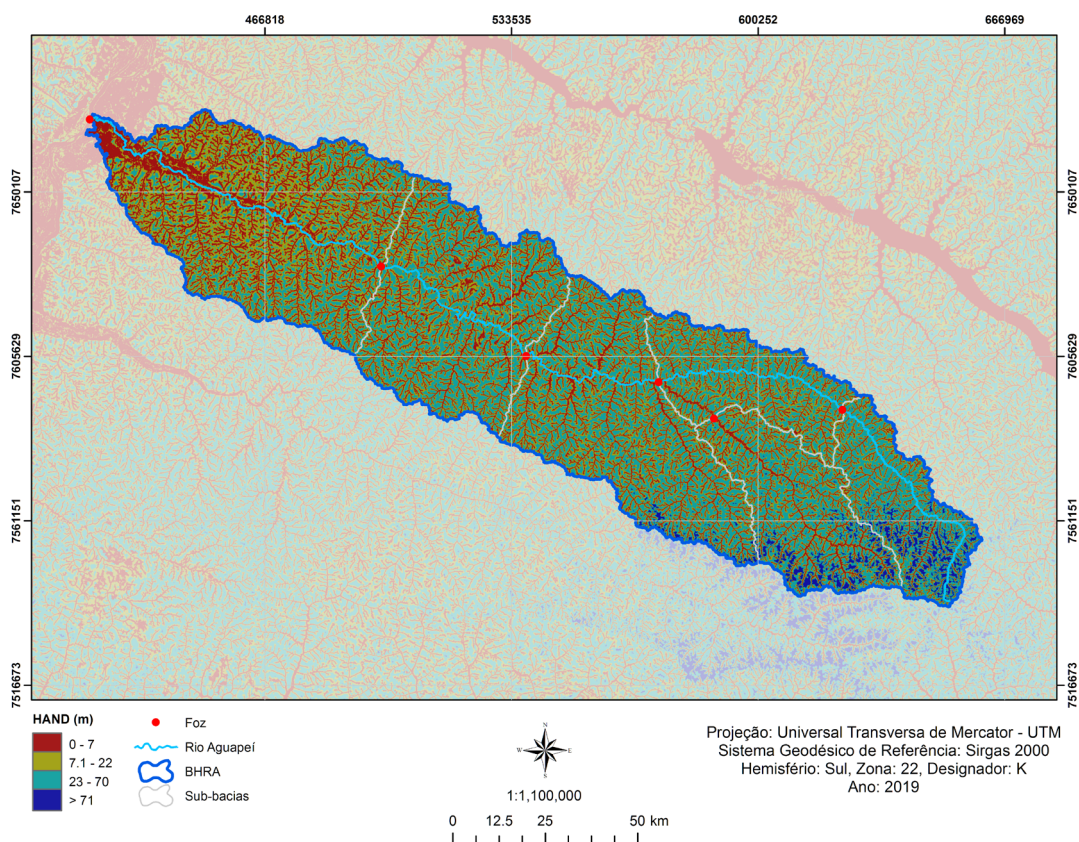 466818 533535 600252 666969
7650107 7650107
7605629 7605629
7561151 7561151
7516673 7516673
HAND (m)
0 - 7
7.1 - 22
23 - 70
> 71
Foz
Rio Aguapeí
BHRA
Sub-bacias
N
W E
S
1:1,100,000
0 12.5 25 50 km
Projeção: Universal Transversa de Mercator - UTM
Sistema Geodésico de Referência: Sirgas 2000
Hemisfério: Sul, Zona: 22, Designador: K
Ano: 2019